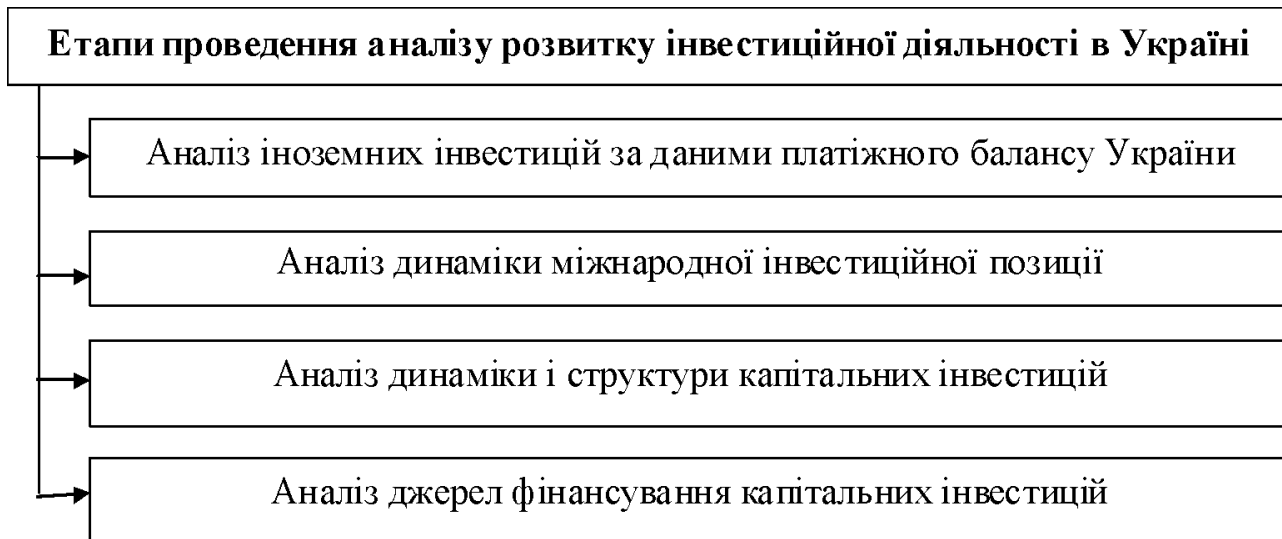 Етапи проведення аналізу розвитку інвестиційної діяльності в Україні
Аналіз іноземних інвестицій за даними платіжного балансу України
Аналіз динаміки міжнародної інвестиційної позиції
Аналіз динаміки і структури капітальних інвестицій
Аналіз джерел фінансування капітальних інвестицій